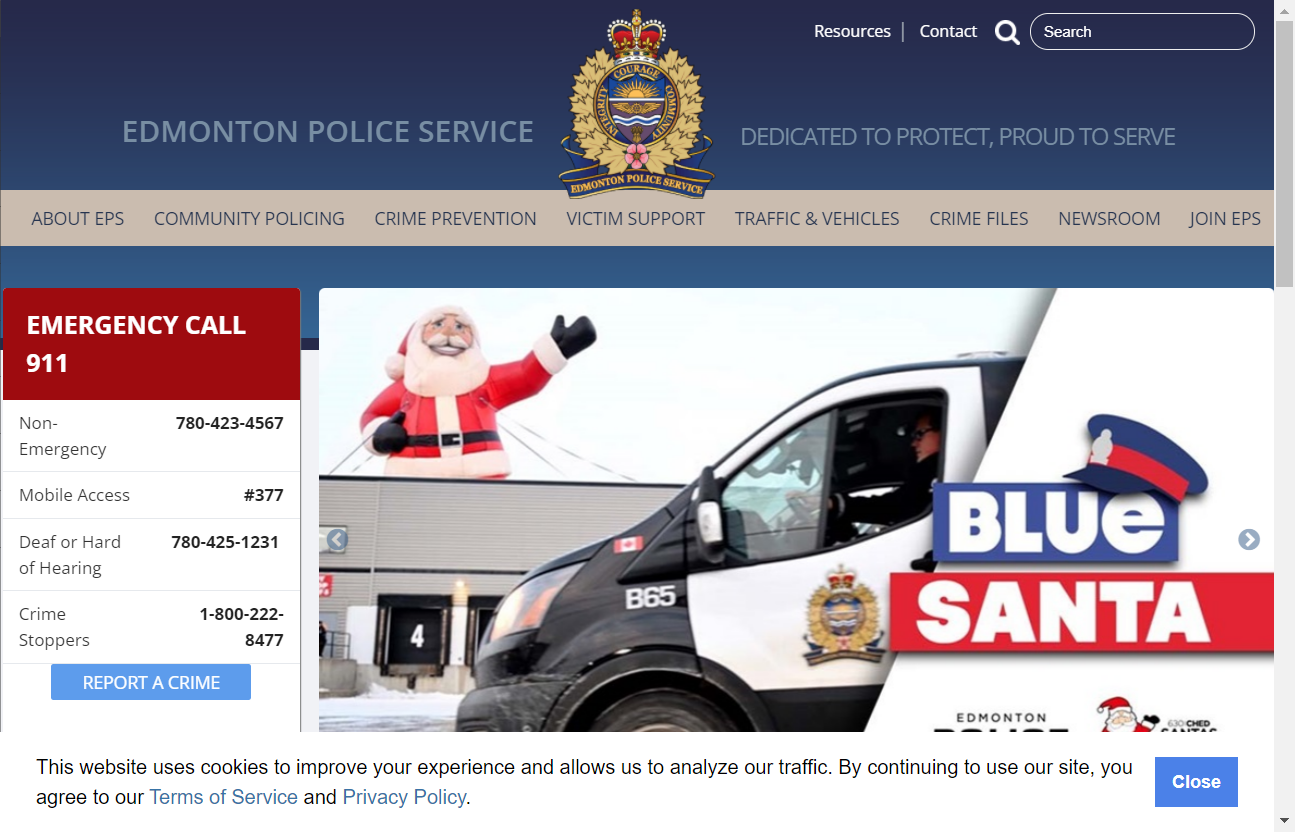 Resources
Contact
Search
EDMONTON POLICE SERVICE
INTEGRITY COURAGE COMMUNITY
EDMONTON POLICE SERVICE
DEDICATED TO PROTECT, PROUD TO SERVE
ABOUT EPS
COMMUNITY POLICING
CRIME PREVENTION
VICTIM SUPPORT
TRAFFIC & VEHICLES
CRIME FILES
NEWSROOM
JOIN EPS
EMERGENCY CALL
911
Non-
Emergency
780-423-4567
Mobile Access
#377
Deaf or Hard
of Hearing
780-425-1231
Crime
Stoppers
1-800-222-
8477
REPORT A CRIME
B65
4
BLUe
SANTA
EDMONTON
POLICE
630 CHED
SANTAS
This website uses cookies to improve your experience and allows us to analyze our traffic. By continuing to use our site, you
agree to our Terms of Service and Privacy Policy.
Close